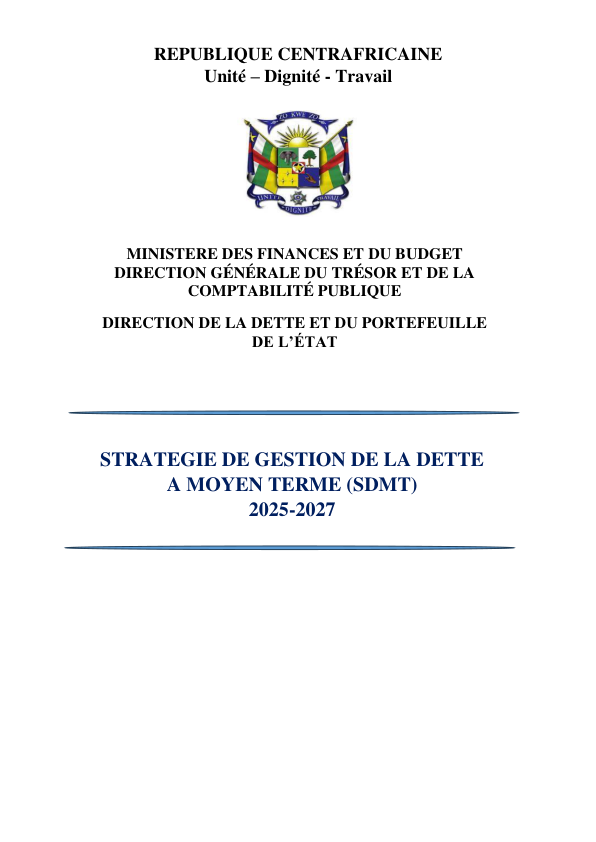 REPUBLIQUE CENTRAFRICAINE
Unité – Dignité - Travail
ZO KWE ZO
UNITE
DIGNITE
TRAVAIL
MINISTERE DES FINANCES ET DU BUDGET
DIRECTION GÉNÉRALE DU TRÉSOR ET DE LA
COMPTABILITÉ PUBLIQUE
DIRECTION DE LA DETTE ET DU PORTEFEUILLE
DE L’ÉTAT
STRATEGIE DE GESTION DE LA DETTE
A MOYEN TERME (SDMT)
2025-2027